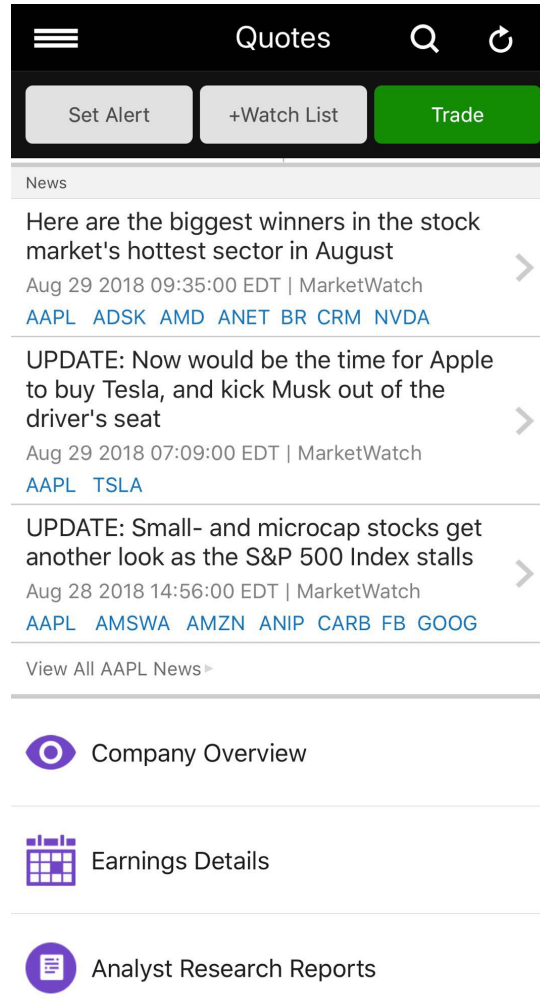 Quotes
Set Alert +Watch List Trade
News
Here are the biggest winners in the stock
market's hottest sector in August
Aug 29 2018 09:35:00 EDT | MarketWatch
AAPL ADSK AMD ANET BR CRM NVDA
UPDATE: Now would be the time for Apple
to buy Tesla, and kick Musk out of the
driver's seat
Aug 29 2018 07:09:00 EDT | MarketWatch
AAPL TSLA
UPDATE: Small- and microcap stocks get
another look as the S&P 500 Index stalls
Aug 28 2018 14:56:00 EDT | MarketWatch
AAPL AMSWA AMZN ANIP CARB FB GOOG
View All AAPL News
Company Overview
Earnings Details
Analyst Research Reports